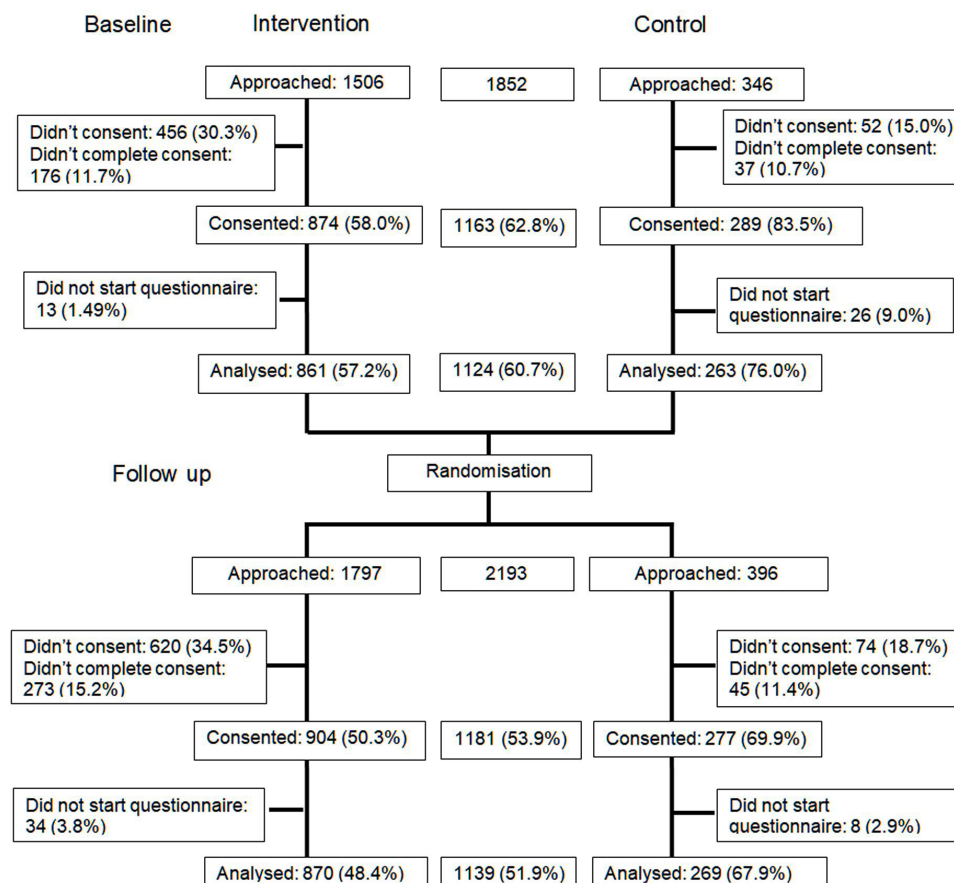 Baseline
Intervention
Control
Approached: 1506
1852
Approached: 346
Didn't consent: 456 (30.3%)
Didn't complete consent:
176 (11.7%)
Didn't consent: 52 (15.0%)
Didn't complete consent:
37 (10.7%)
Consented: 874 (58.0%)
1163 (62.8%)
Consented: 289 (83.5%)
Did not start questionnaire:
13 (1.49%)
Did not start
questionnaire: 26 (9.0%)
Analysed: 861 (57.2%)
1124 (60.7%)
Analysed: 263 (76.0%)
Randomisation
Follow up
Approached: 1797
2193
Approached: 396
Didn't consent: 620 (34.5%)
Didn't complete consent:
273 (15.2%)
Didn't consent: 74 (18.7%)
Didn't complete consent:
45 (11.4%)
Consented: 904 (50.3%)
1181 (53.9%)
Consented: 277 (69.9%)
Did not start questionnaire:
34 (3.8%)
Did not start
questionnaire: 8 (2.9%)
Analysed: 870 (48.4%)
1139 (51.9%)
Analysed: 269 (67.9%)